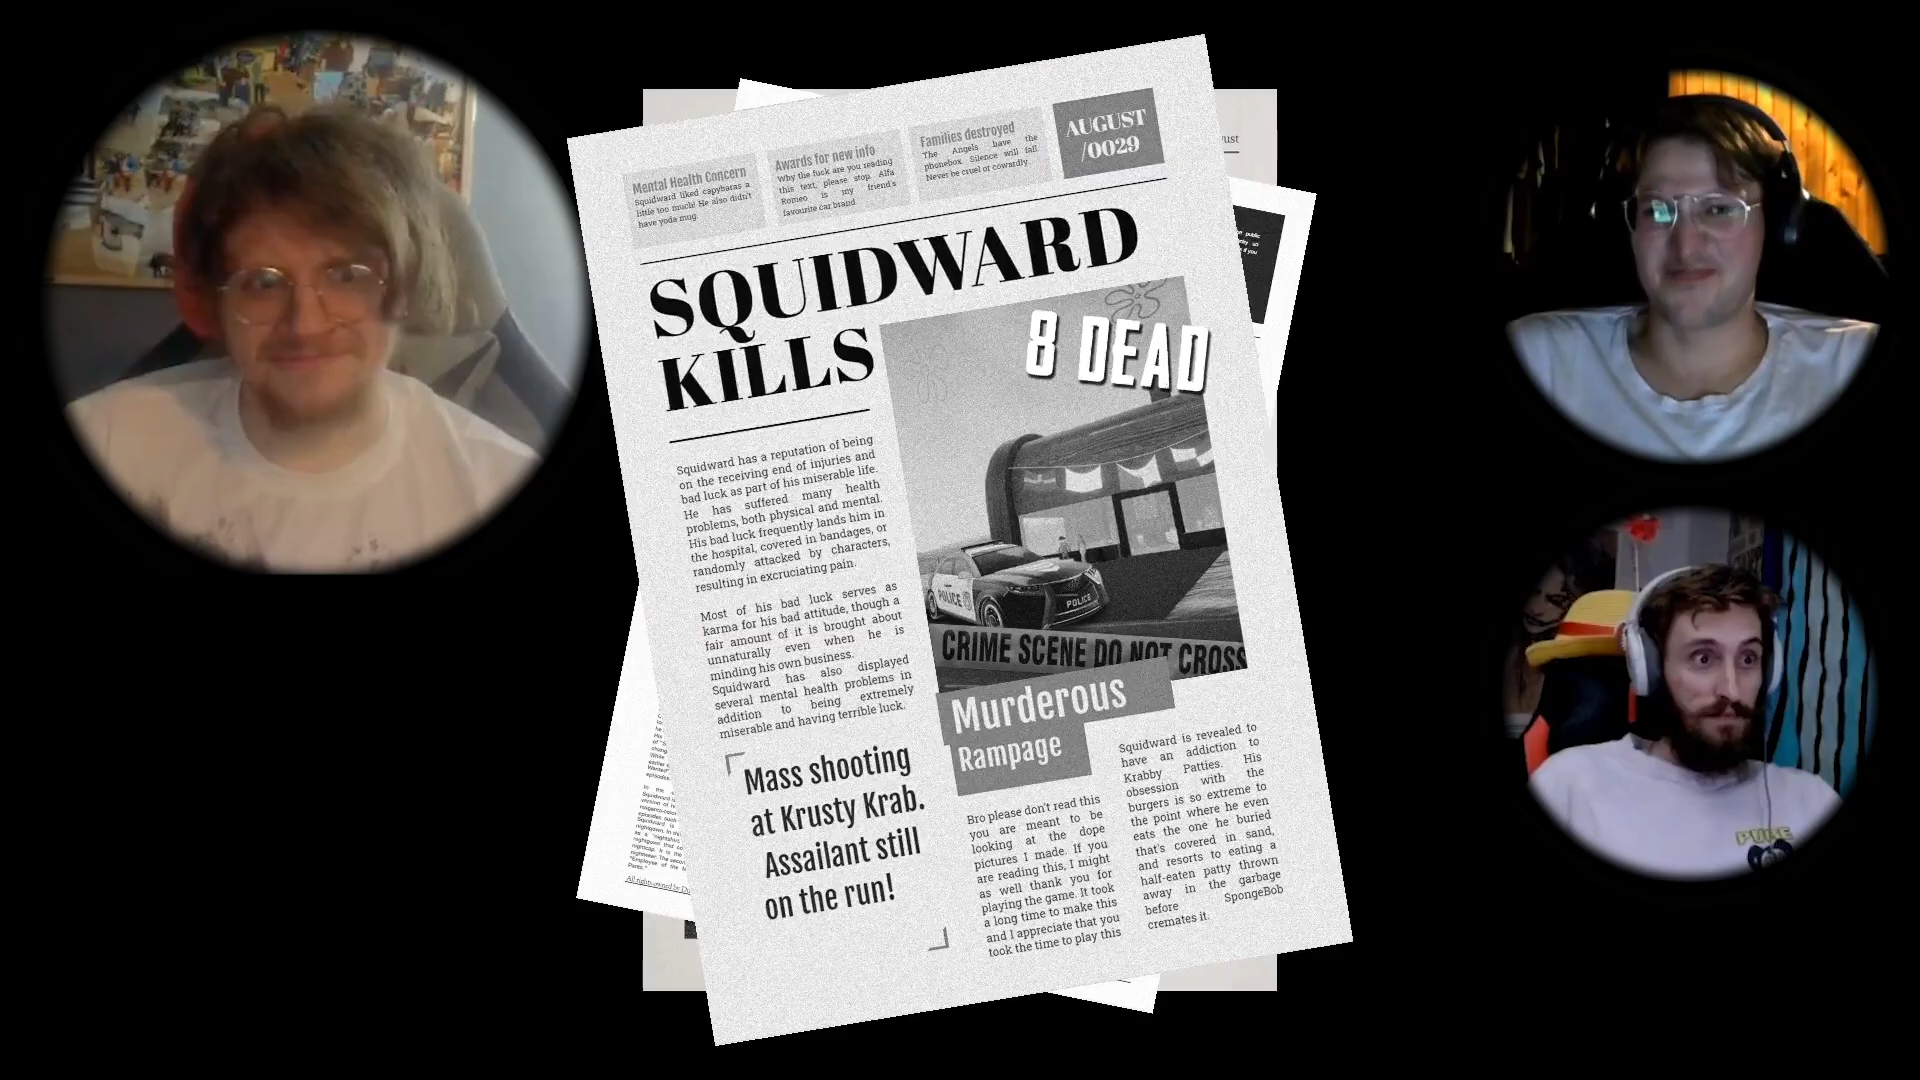 Mental Health Concern
Squidward liked capybaras a
little too much! He also didn't
have yoda mug.
Awards for new info
Why the fuck are you reading
this text, please stop. Alfa
Romeo is my friend's
favourite car brand
Families destroyed
The Angels have the
phonebox. Silence will fall
Never be cruel or cowardly.
AUGUST
/0029
SQUIDWARD
KILLS
8 DEAD
Squidward has a reputation of being
on the receiving end of injuries and
bad luck as part of his miserable life.
He has suffered many health
problems, both physical and mental.
His bad luck frequently lands him in
the hospital, covered in bandages, or
randomly attacked by characters,
resulting in excruciating pain.
Most of his bad luck serves as
karma for his bad attitude, though a
fair amount of it is brought about
unnaturally even when he is
minding his own business.
Squidward has also displayed
several mental health problems in
addition to being extremely
miserable and having terrible luck.
POLICE
POLICE
CRIME SCENE DO NOT CROSS
Murderous
Rampage
Mass shooting
at Krusty Krab.
Assailant still
on the run!
Bro please don't read this
you are meant to be
looking at the dope
pictures I made. If you
are reading this, I might
as well thank you for
playing the game. It took
a long time to make this
and I appreciate that you
took the time to play this
Squidward is revealed to
have an addiction to
Krabby Patties. His
obsession with the
burgers is so extreme to
the point where he even
eats the one he buried
in sand,
that's covered in sand,
and resorts to eating a
half-eaten patty thrown
away in the garbage
before SpongeBob
cremates it.
All rights owned by